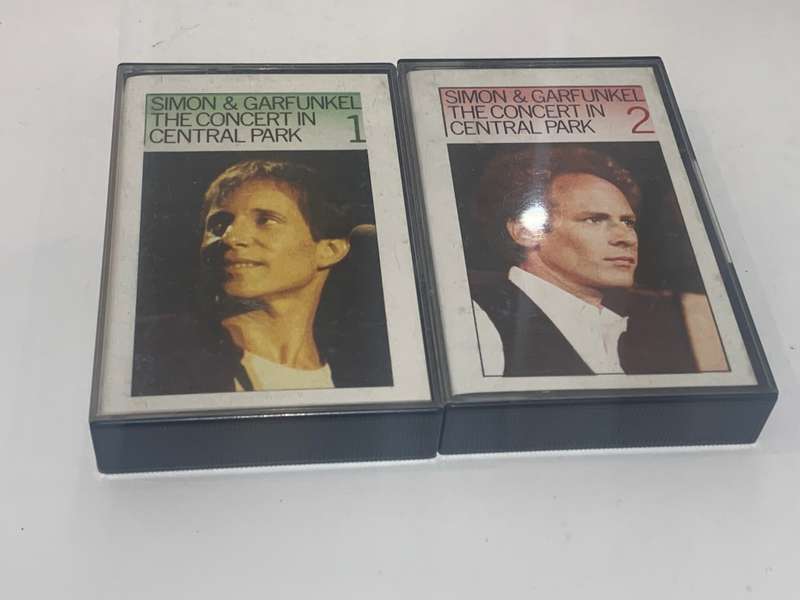 SIMON & GARFUNKEL
THE CONCERT IN
CENTRAL PARK 1
SIMON & GARFUNKEL
THE CONCERT IN
CENTRAL PARK 2